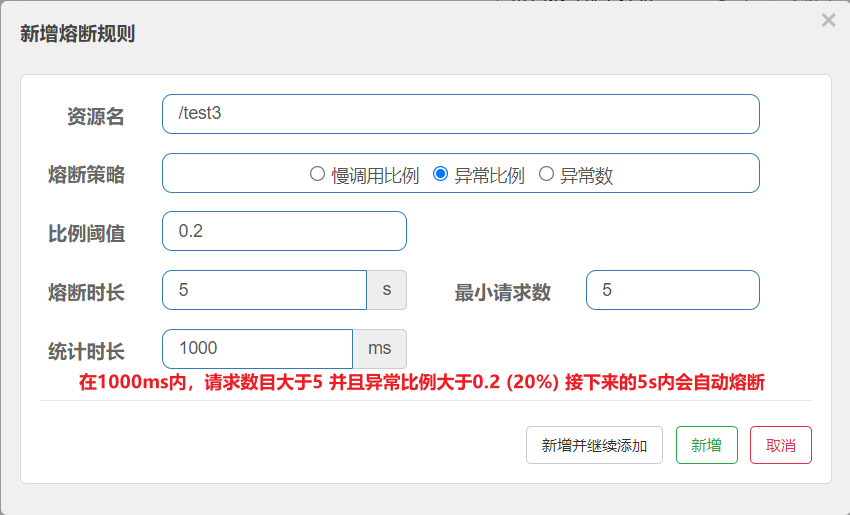 新增熔断规则
资源名 /test3
熔断策略 慢调用比例 异常比例 异常数
比例阈值 0.2
熔断时长 5 s 最小请求数 5
统计时长 1000 ms
在1000ms内，请求数目大于5 并且异常比例大于0.2 (20%) 接下来的5s内会自动熔断
新增并继续添加 新增 取消